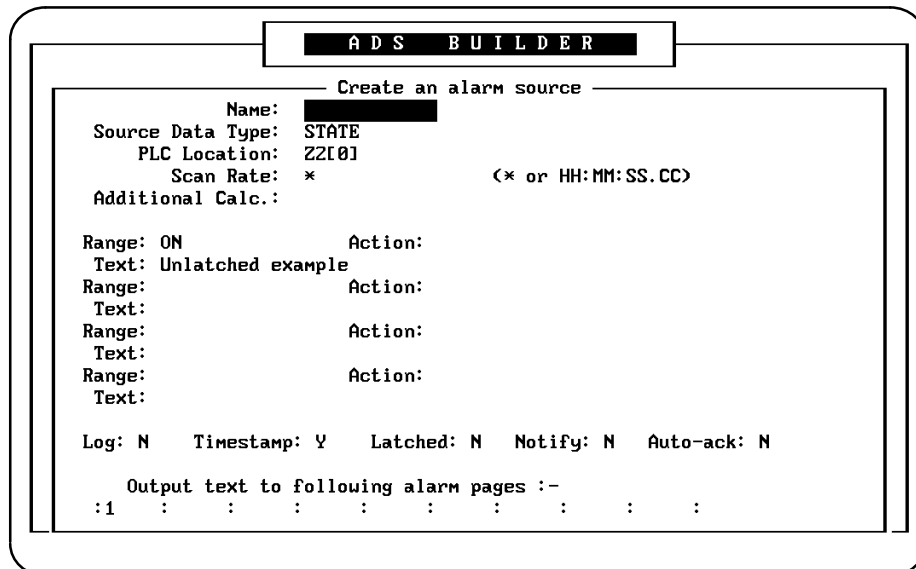 ADS BUILDER
Create an alarm source
Name:
Source Data Type: STATE
PLC Location: ZZ[0]
Scan Rate: * (* or HH:MM:SS.CC)
Additional Calc.:
Range: ON Action:
Text: Unlatched example
Range: Action:
Text:
Range: Action:
Text:
Range: Action:
Text:
Log: N Timestamp: Y Latched: N Notify: N Auto-ack: N
Output text to following alarm pages :-
:1 : : : : : : : : :